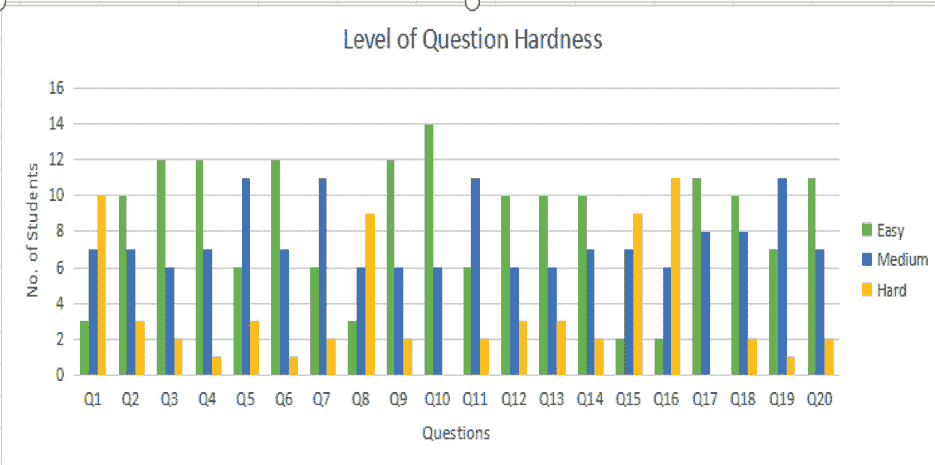 Level of Question Hardness
16
14
12
10
8
6
4
2
0
No. of Students
Q1 Q2 Q3 Q4 Q5 Q6 Q7 Q8 Q9 Q10 Q11 Q12 Q13 Q14 Q15 Q16 Q17 Q18 Q19 Q20
Questions
Easy
Medium
Hard